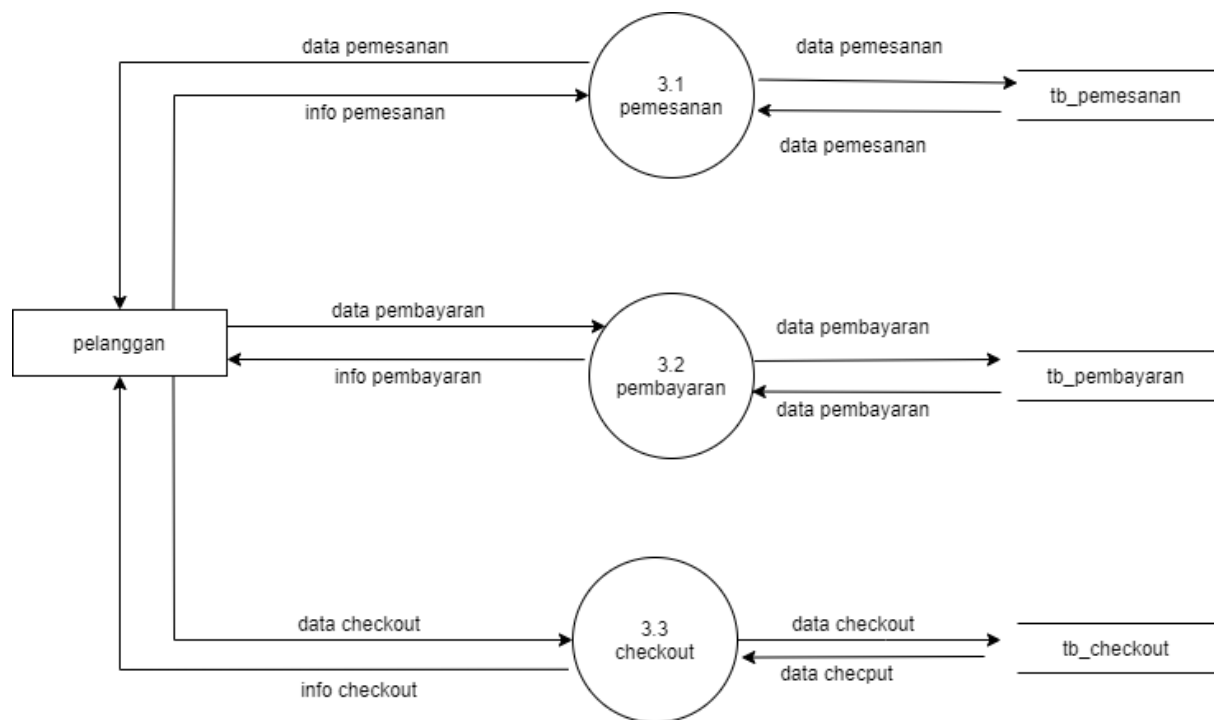 data pemesanan
data pemesanan
3.1
pemesanan
tb_pemesanan
info pemesanan
data pemesanan
data pembayaran
data pembayaran
pelanggan
3.2
pembayaran
tb_pembayaran
info pembayaran
data pembayaran
data checkout
data checkout
3.3
checkout
tb_checkout
data checput
info checkout